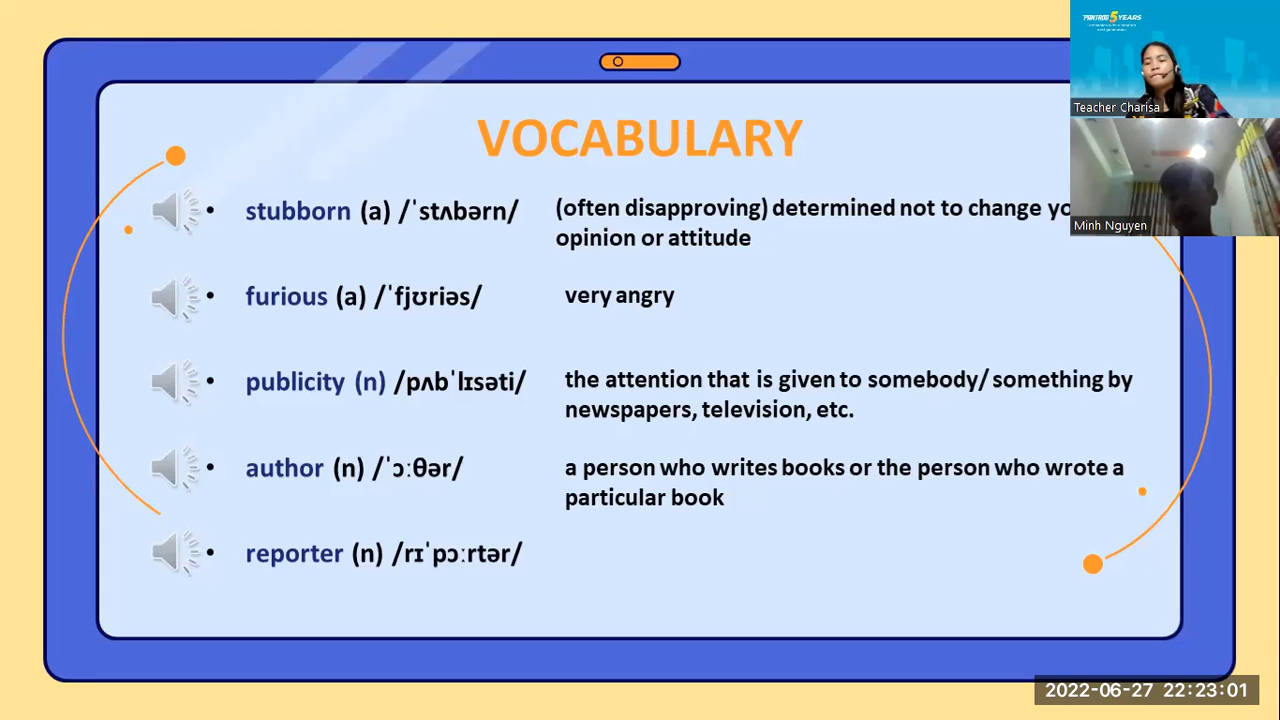 5 YEARS
Teacher Charisa
Minh Nguyen
VOCABULARY
stubborn (a) /ˈstʌbərn/ (often disapproving) determined not to change yo
opinion or attitude
furious (a) /ˈfjʊriəs/ very angry
publicity (n) /pʌbˈlɪsəti/ the attention that is given to somebody/ something by
newspapers, television, etc.
author (n) /ˈɔːθər/ a person who writes books or the person who wrote a
particular book
reporter (n) /rɪˈpɔːrtər/
2022-06-27 22:23:01